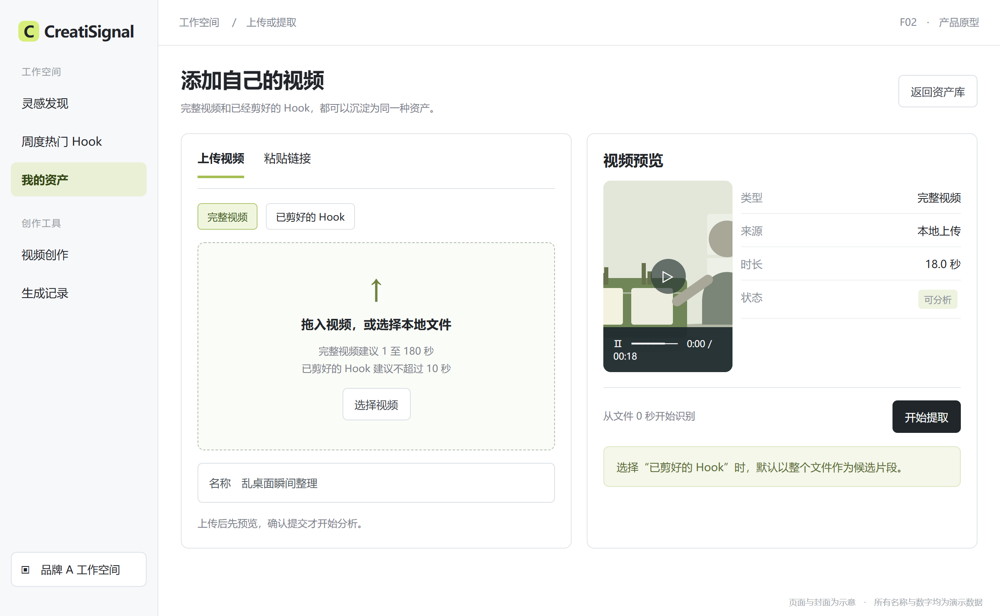 C CreatiSignal
工作空间
灵感发现
周度热门 Hook
我的资产
创作工具
视频创作
生成记录
品牌 A 工作空间
工作空间 / 上传或提取
F02 · 产品原型
添加自己的视频
完整视频和已经剪好的 Hook，都可以沉淀为同一种资产。
返回资产库
上传视频 粘贴链接
完整视频 已剪好的 Hook
拖入视频，或选择本地文件
完整视频建议 1 至 180 秒
已剪好的 Hook 建议不超过 10 秒
选择视频
名称 乱桌面瞬间整理
上传后先预览，确认提交才开始分析。
视频预览
0:00 /
00:18
类型 完整视频
来源 本地上传
时长 18.0 秒
状态 可分析
从文件 0 秒开始识别
开始提取
选择“已剪好的 Hook”时，默认以整个文件作为候选片段。
页面与封面为示意 · 所有名称与数字均为演示数据